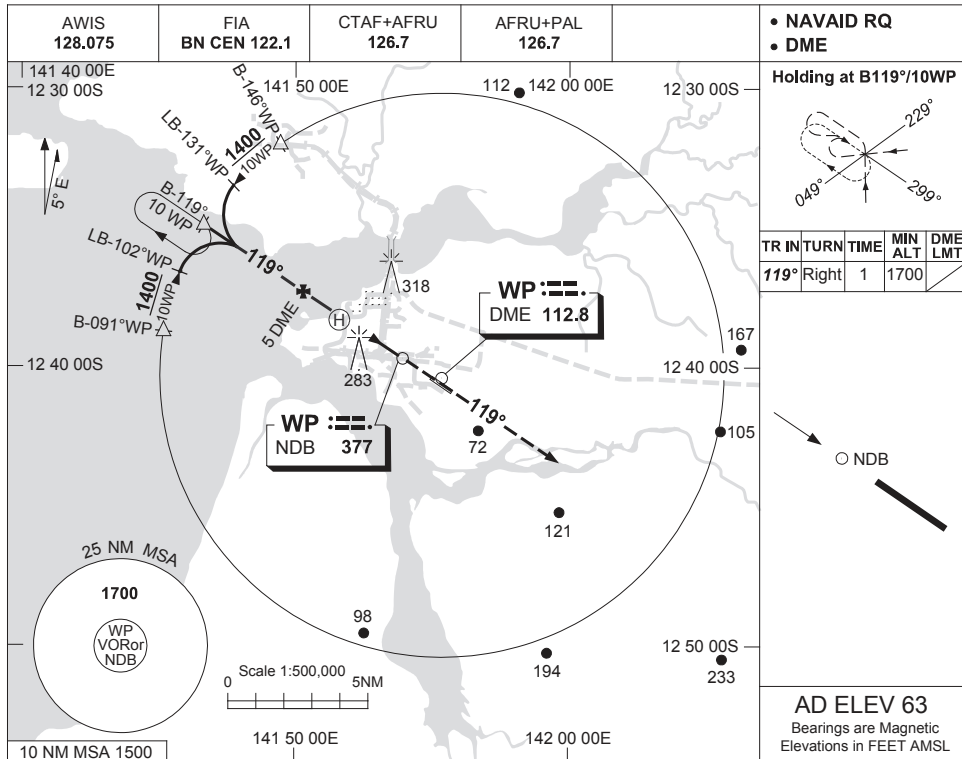 AWIS
128.075
FIA
BN CEN 122.1
CTAF+AFRU
126.7
AFRU+PAL
126.7
• NAVAID RQ
• DME
141 40 00E
12 30 00S
141 50 00E
112
142 00 00E
12 30 00S
B-146°WP
LB-131°WP
1400
10WP
5° E
B-119°
10 WP
LB-102°WP
1400
10WP
B-091°WP
119°
5 DME
H
318
WP
DME 112.8
167
12 40 00S
12 40 00S
283
WP
NDB 377
119°
72
105
121
25 NM MSA
1700
WP
VORor
NDB
98
194
12 50 00S
233
Scale 1:500,000
0 5NM
10 NM MSA 1500
141 50 00E
142 00 00E
Holding at B119°/10WP
229°
049°
299°
TR IN TURN TIME MIN ALT DME LMT
119° Right 1 1700
NDB
AD ELEV 63
Bearings are Magnetic
Elevations in FEET AMSL